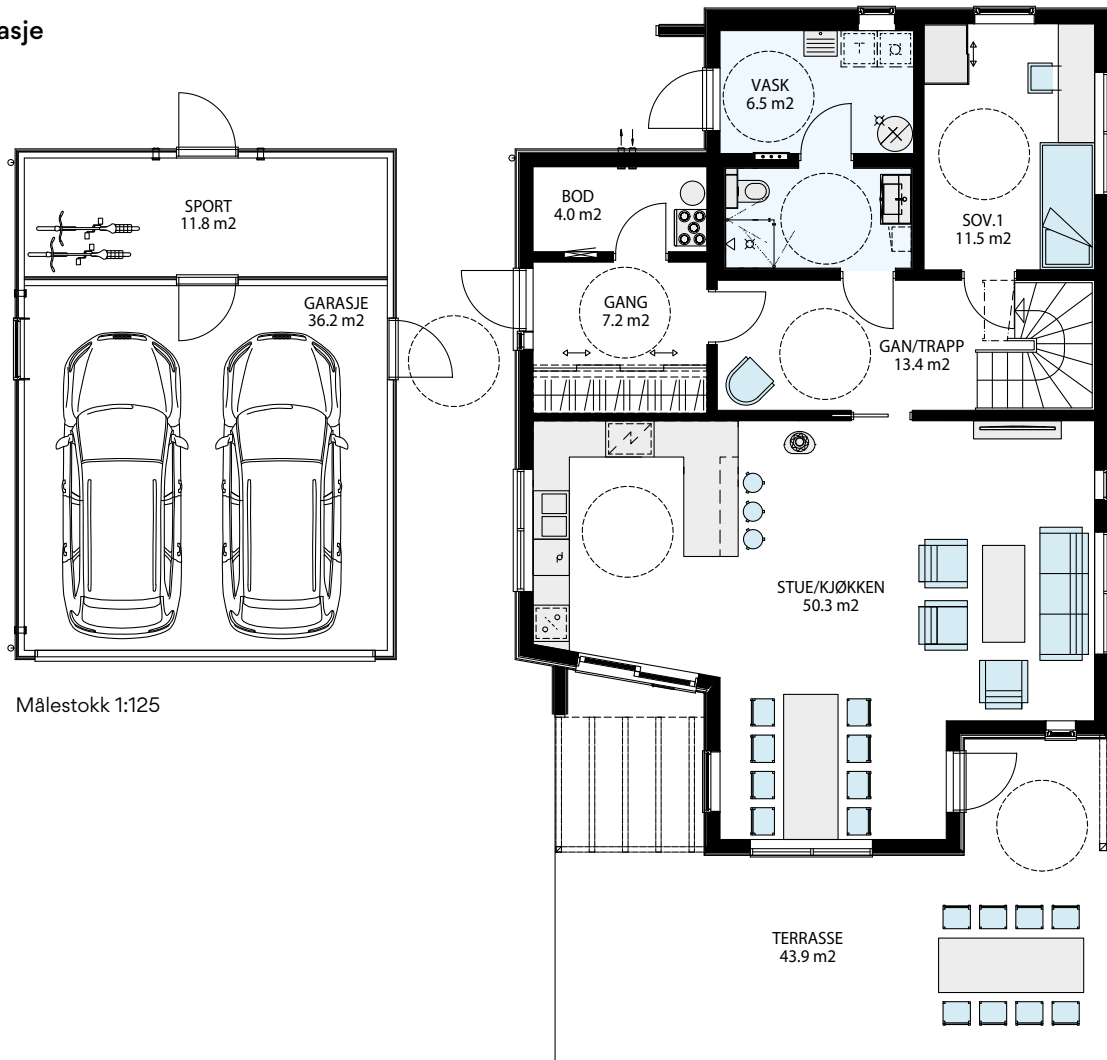 asje
VASK
6.5 m2
SPORT
11.8 m2
BOD
4.0 m2
SOV.1
11.5 m2
GARASJE
36.2 m2
GANG
7.2 m2
GAN/TRAPP
13.4 m2
STUE/KJØKKEN
50.3 m2
Målestokk 1:125
TERRASSE
43.9 m2